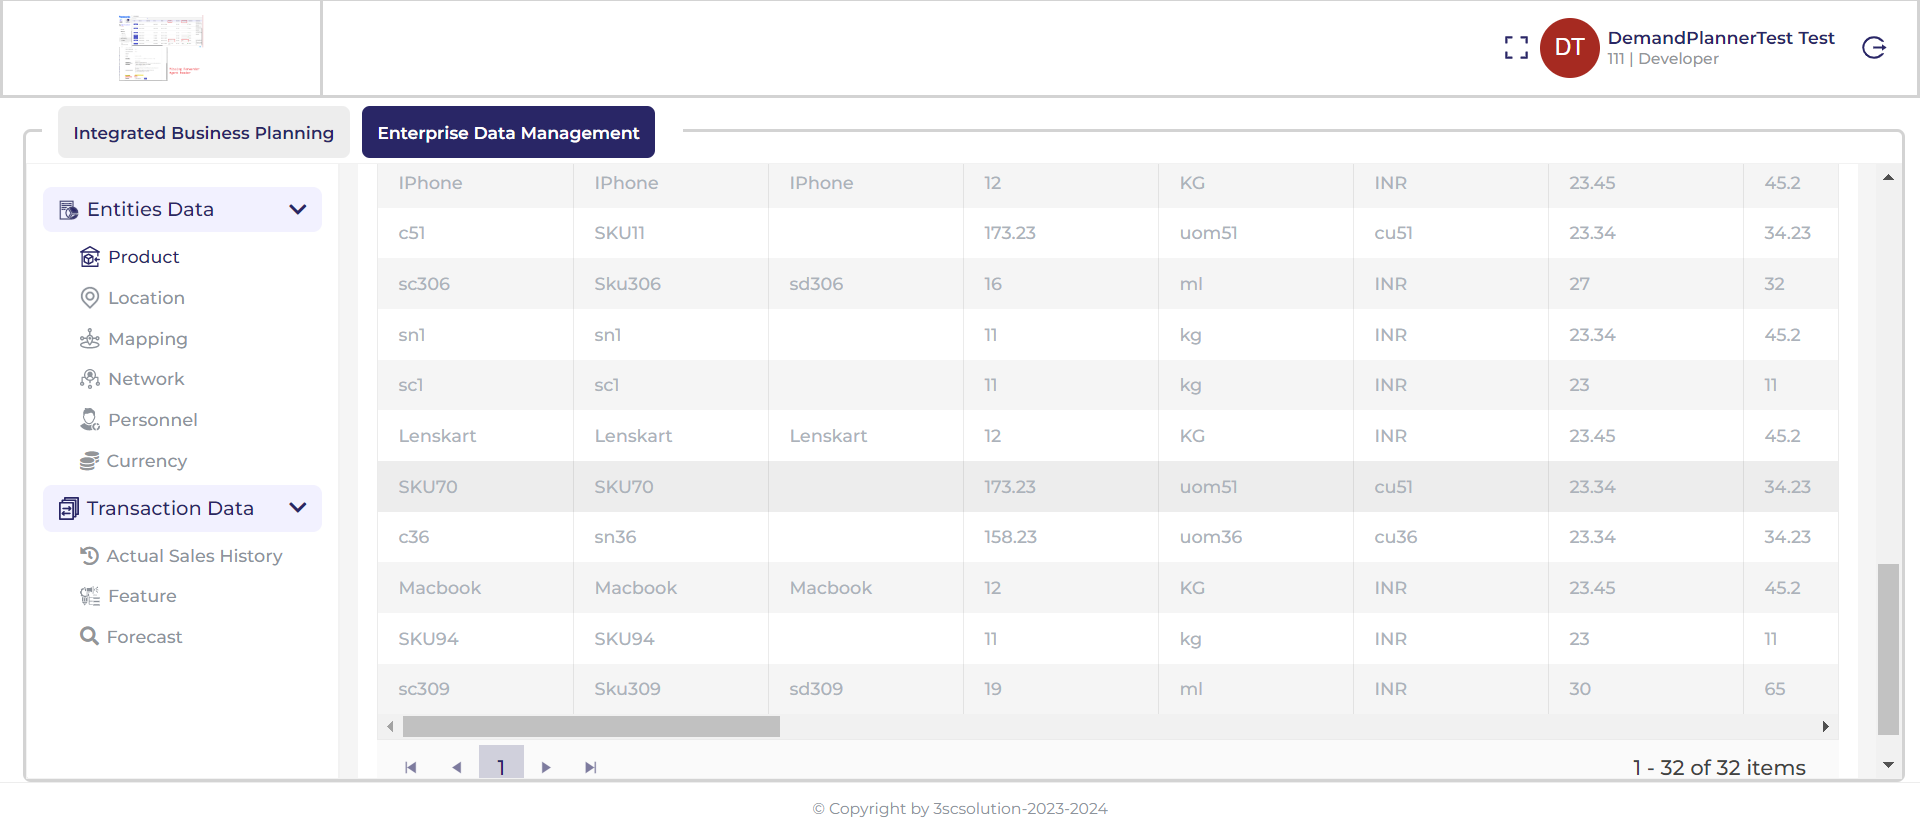 DT
DemandPlannerTest Test
111 | Developer
Integrated Business Planning
Enterprise Data Management
Entities Data
Product
Location
Mapping
Network
Personnel
Currency
Transaction Data
Actual Sales History
Feature
Forecast
IPhone IPhone IPhone 12 KG INR 23.45 45.2
c51 SKU11 173.23 uom51 cu51 23.34 34.23
sc306 Sku306 sd306 16 ml INR 27 32
sn1 sn1 11 kg INR 23.34 45.2
sc1 sc1 11 kg INR 23 11
Lenskart Lenskart Lenskart 12 KG INR 23.45 45.2
SKU70 SKU70 173.23 uom51 cu51 23.34 34.23
c36 sn36 158.23 uom36 cu36 23.34 34.23
Macbook Macbook Macbook 12 KG INR 23.45 45.2
SKU94 SKU94 11 kg INR 23 11
sc309 Sku309 sd309 19 ml INR 30 65
1
1 - 32 of 32 items
© Copyright by 3scsolution-2023-2024